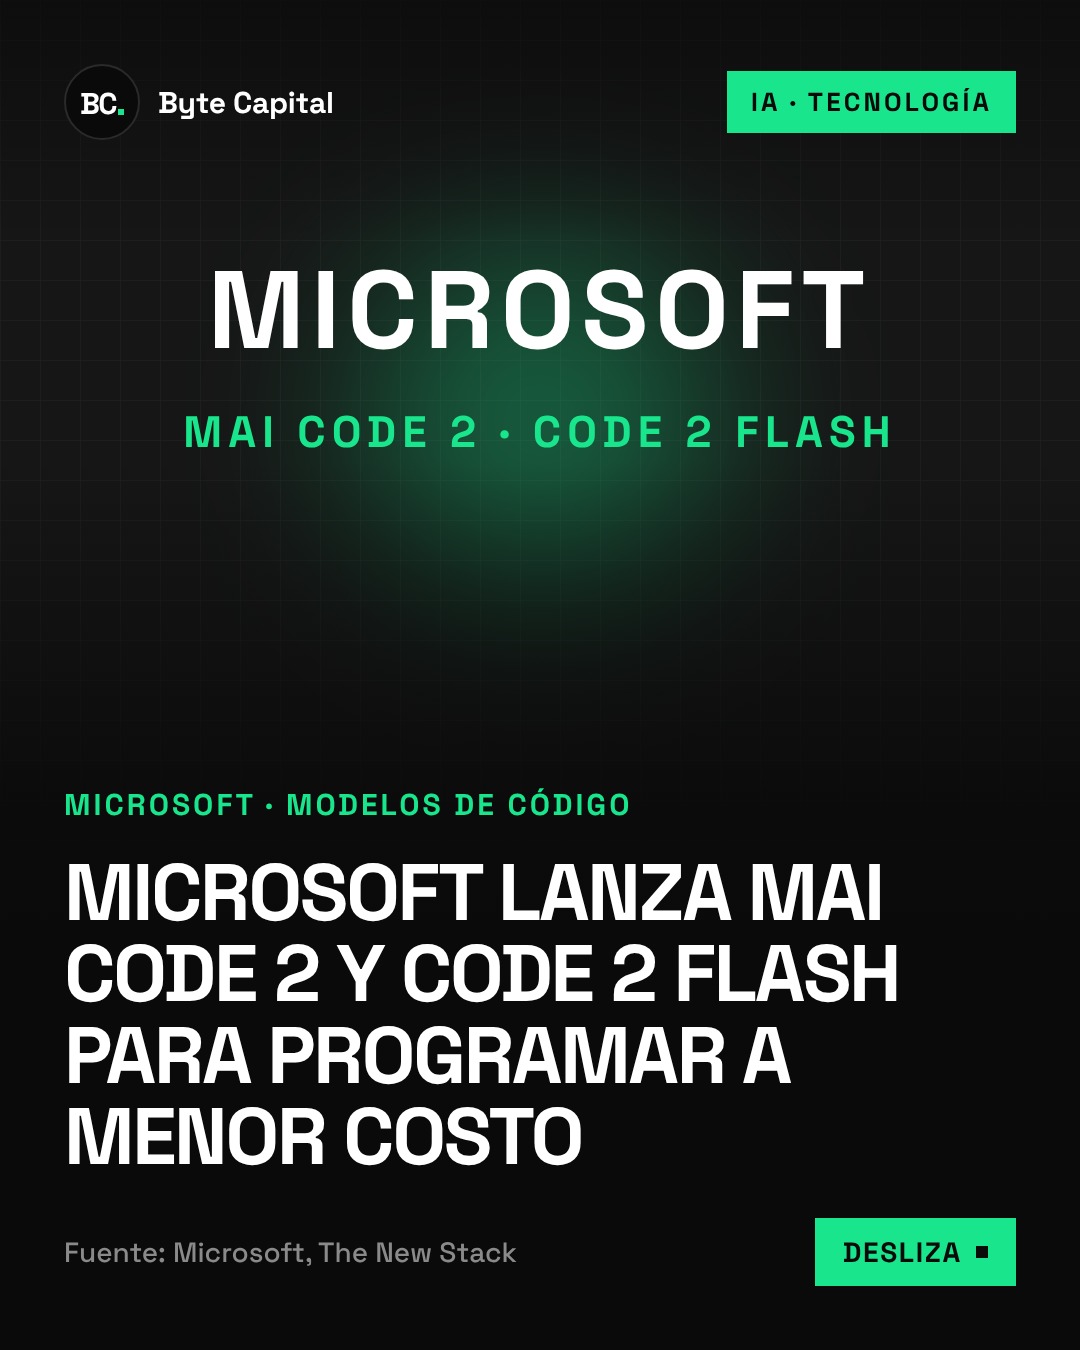 BC.
Byte Capital
IA · TECNOLOGÍA
MICROSOFT
MAI CODE 2 · CODE 2 FLASH
MICROSOFT · MODELOS DE CÓDIGO
MICROSOFT LANZA MAI
CODE 2 Y CODE 2 FLASH
PARA PROGRAMAR A
MENOR COSTO
Fuente: Microsoft, The New Stack
DESLIZA